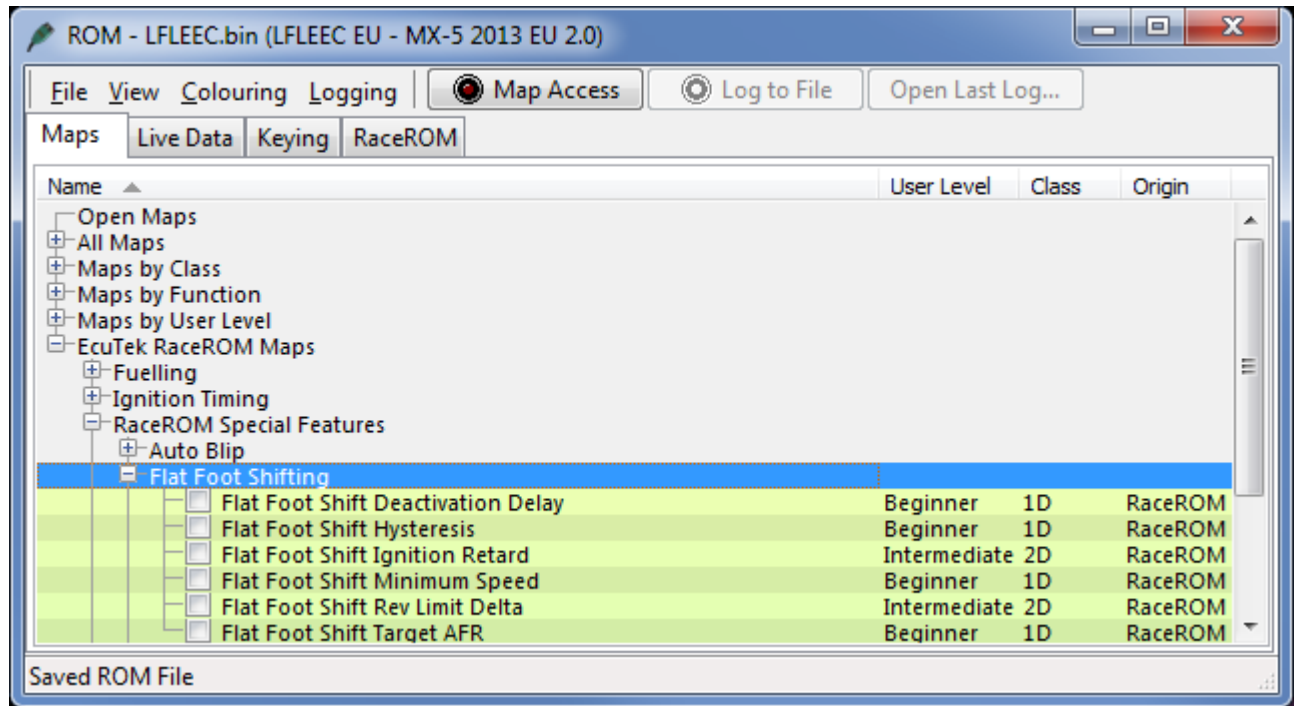 ROM - LFLEEC.bin (LFLEEC EU - MX-5 2013 EU 2.0)
File View Colouring Logging Map Access Log to File Open Last Log...
Maps Live Data Keying RaceROM
Name User Level Class Origin
Open Maps
All Maps
Maps by Class
Maps by Function
Maps by User Level
EcuTek RaceROM Maps
Fuelling
Ignition Timing
RaceROM Special Features
Auto Blip
Flat Foot Shifting
Flat Foot Shift Deactivation Delay Beginner 1D RaceROM
Flat Foot Shift Hysteresis Beginner 1D RaceROM
Flat Foot Shift Ignition Retard Intermediate 2D RaceROM
Flat Foot Shift Minimum Speed Beginner 1D RaceROM
Flat Foot Shift Rev Limit Delta Intermediate 2D RaceROM
Flat Foot Shift Target AFR Beginner 1D RaceROM
Saved ROM File